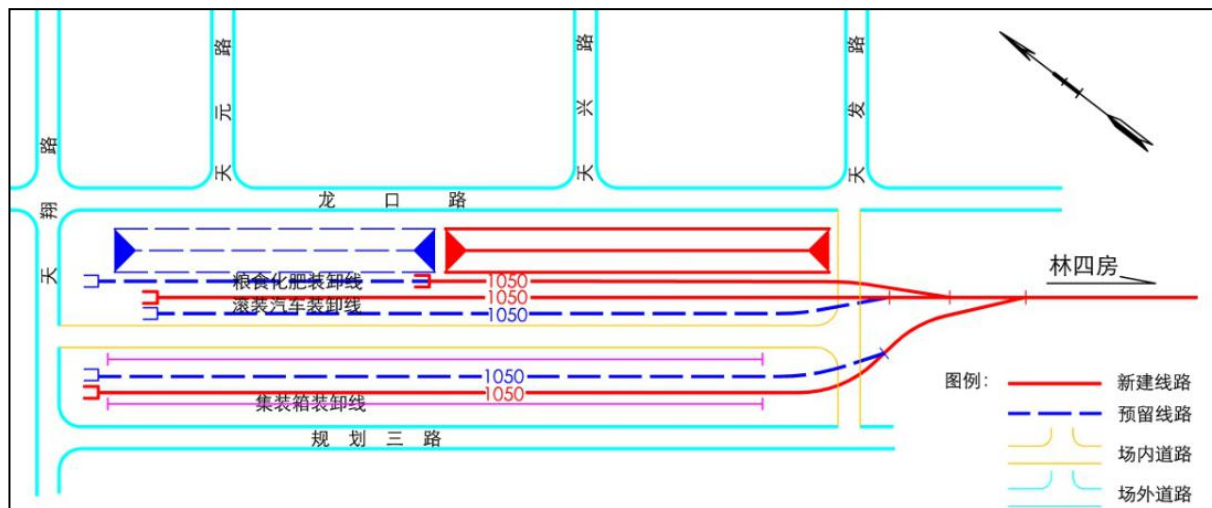 天元路
天兴路
天发路
天翔路
龙口路
林四房
粮食化肥装卸线
1050
1050
滚装汽车装卸线
1050
1050
1050
集装箱装卸线
规划三路
图例：
新建线路
预留线路
场内道路
场外道路